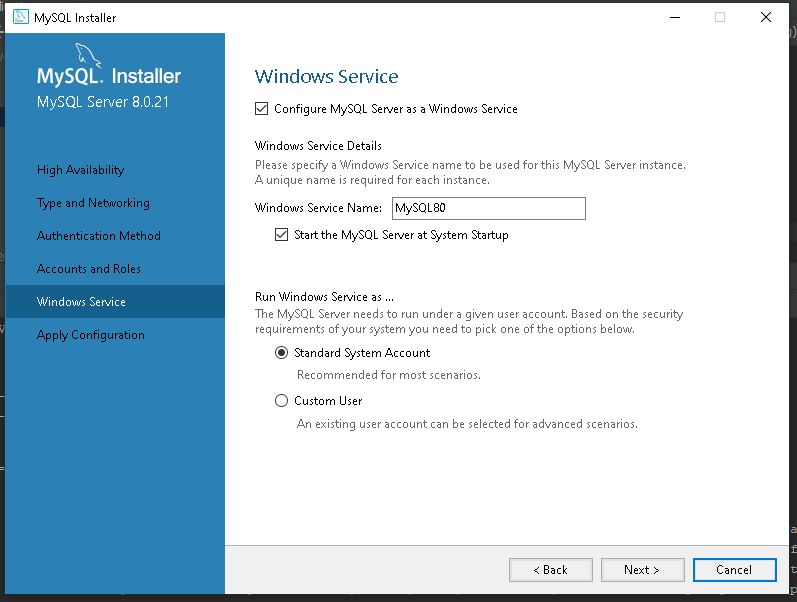 MySQL Installer
MySQL. Installer
MySQL Server 8.0.21
High Availability
Type and Networking
Authentication Method
Accounts and Roles
Windows Service
Apply Configuration
Windows Service
Configure MySQL Server as a Windows Service
Windows Service Details
Please specify a Windows Service name to be used for this MySQL Server instance.
A unique name is required for each instance.
Windows Service Name: MySQL80
Start the MySQL Server at System Startup
Run Windows Service as ...
The MySQL Server needs to run under a given user account. Based on the security
requirements of your system you need to pick one of the options below.
Standard System Account
Recommended for most scenarios.
Custom User
An existing user account can be selected for advanced scenarios.
< Back
Next >
Cancel